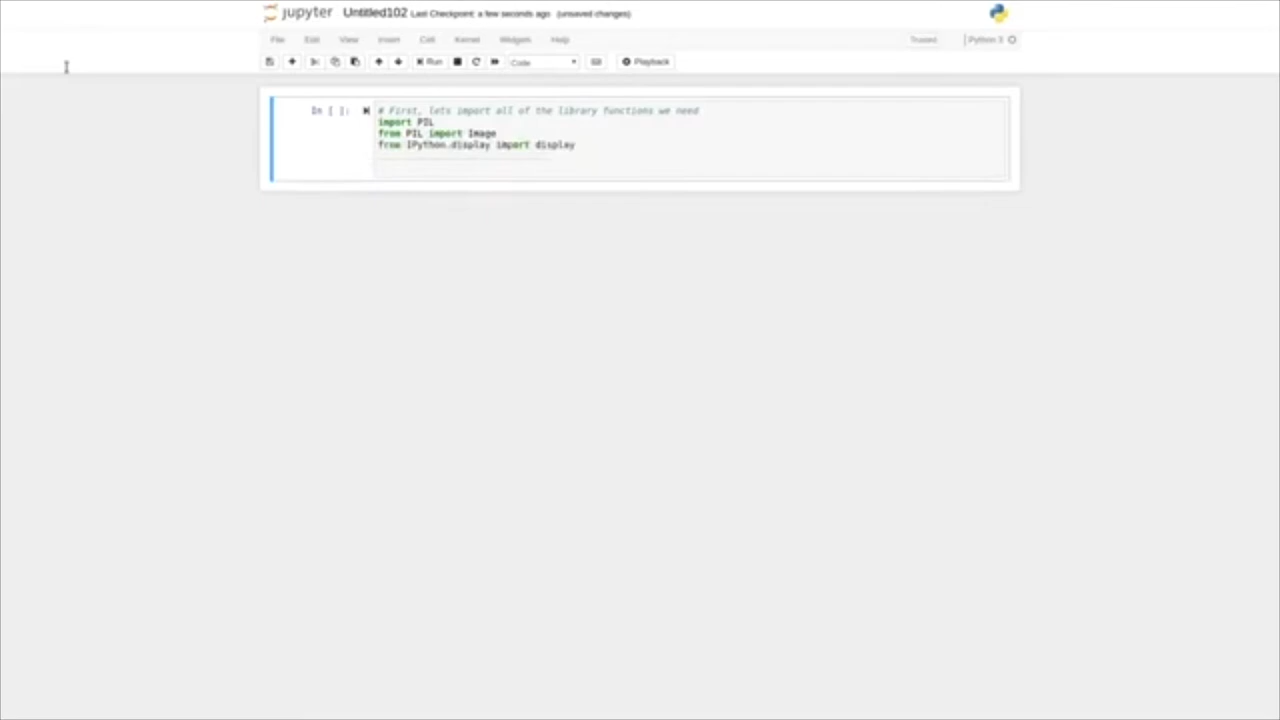 jupyter Untitled102 Last Checkpoint: a few seconds ago (unsaved changes)
File Edit View Insert Cell Kernel Widgets Help Trusted Python 3
Run Code Playback
In [ ]: # First, lets import all of the library functions we need
import PIL
from PIL import Image
from IPython.display import display